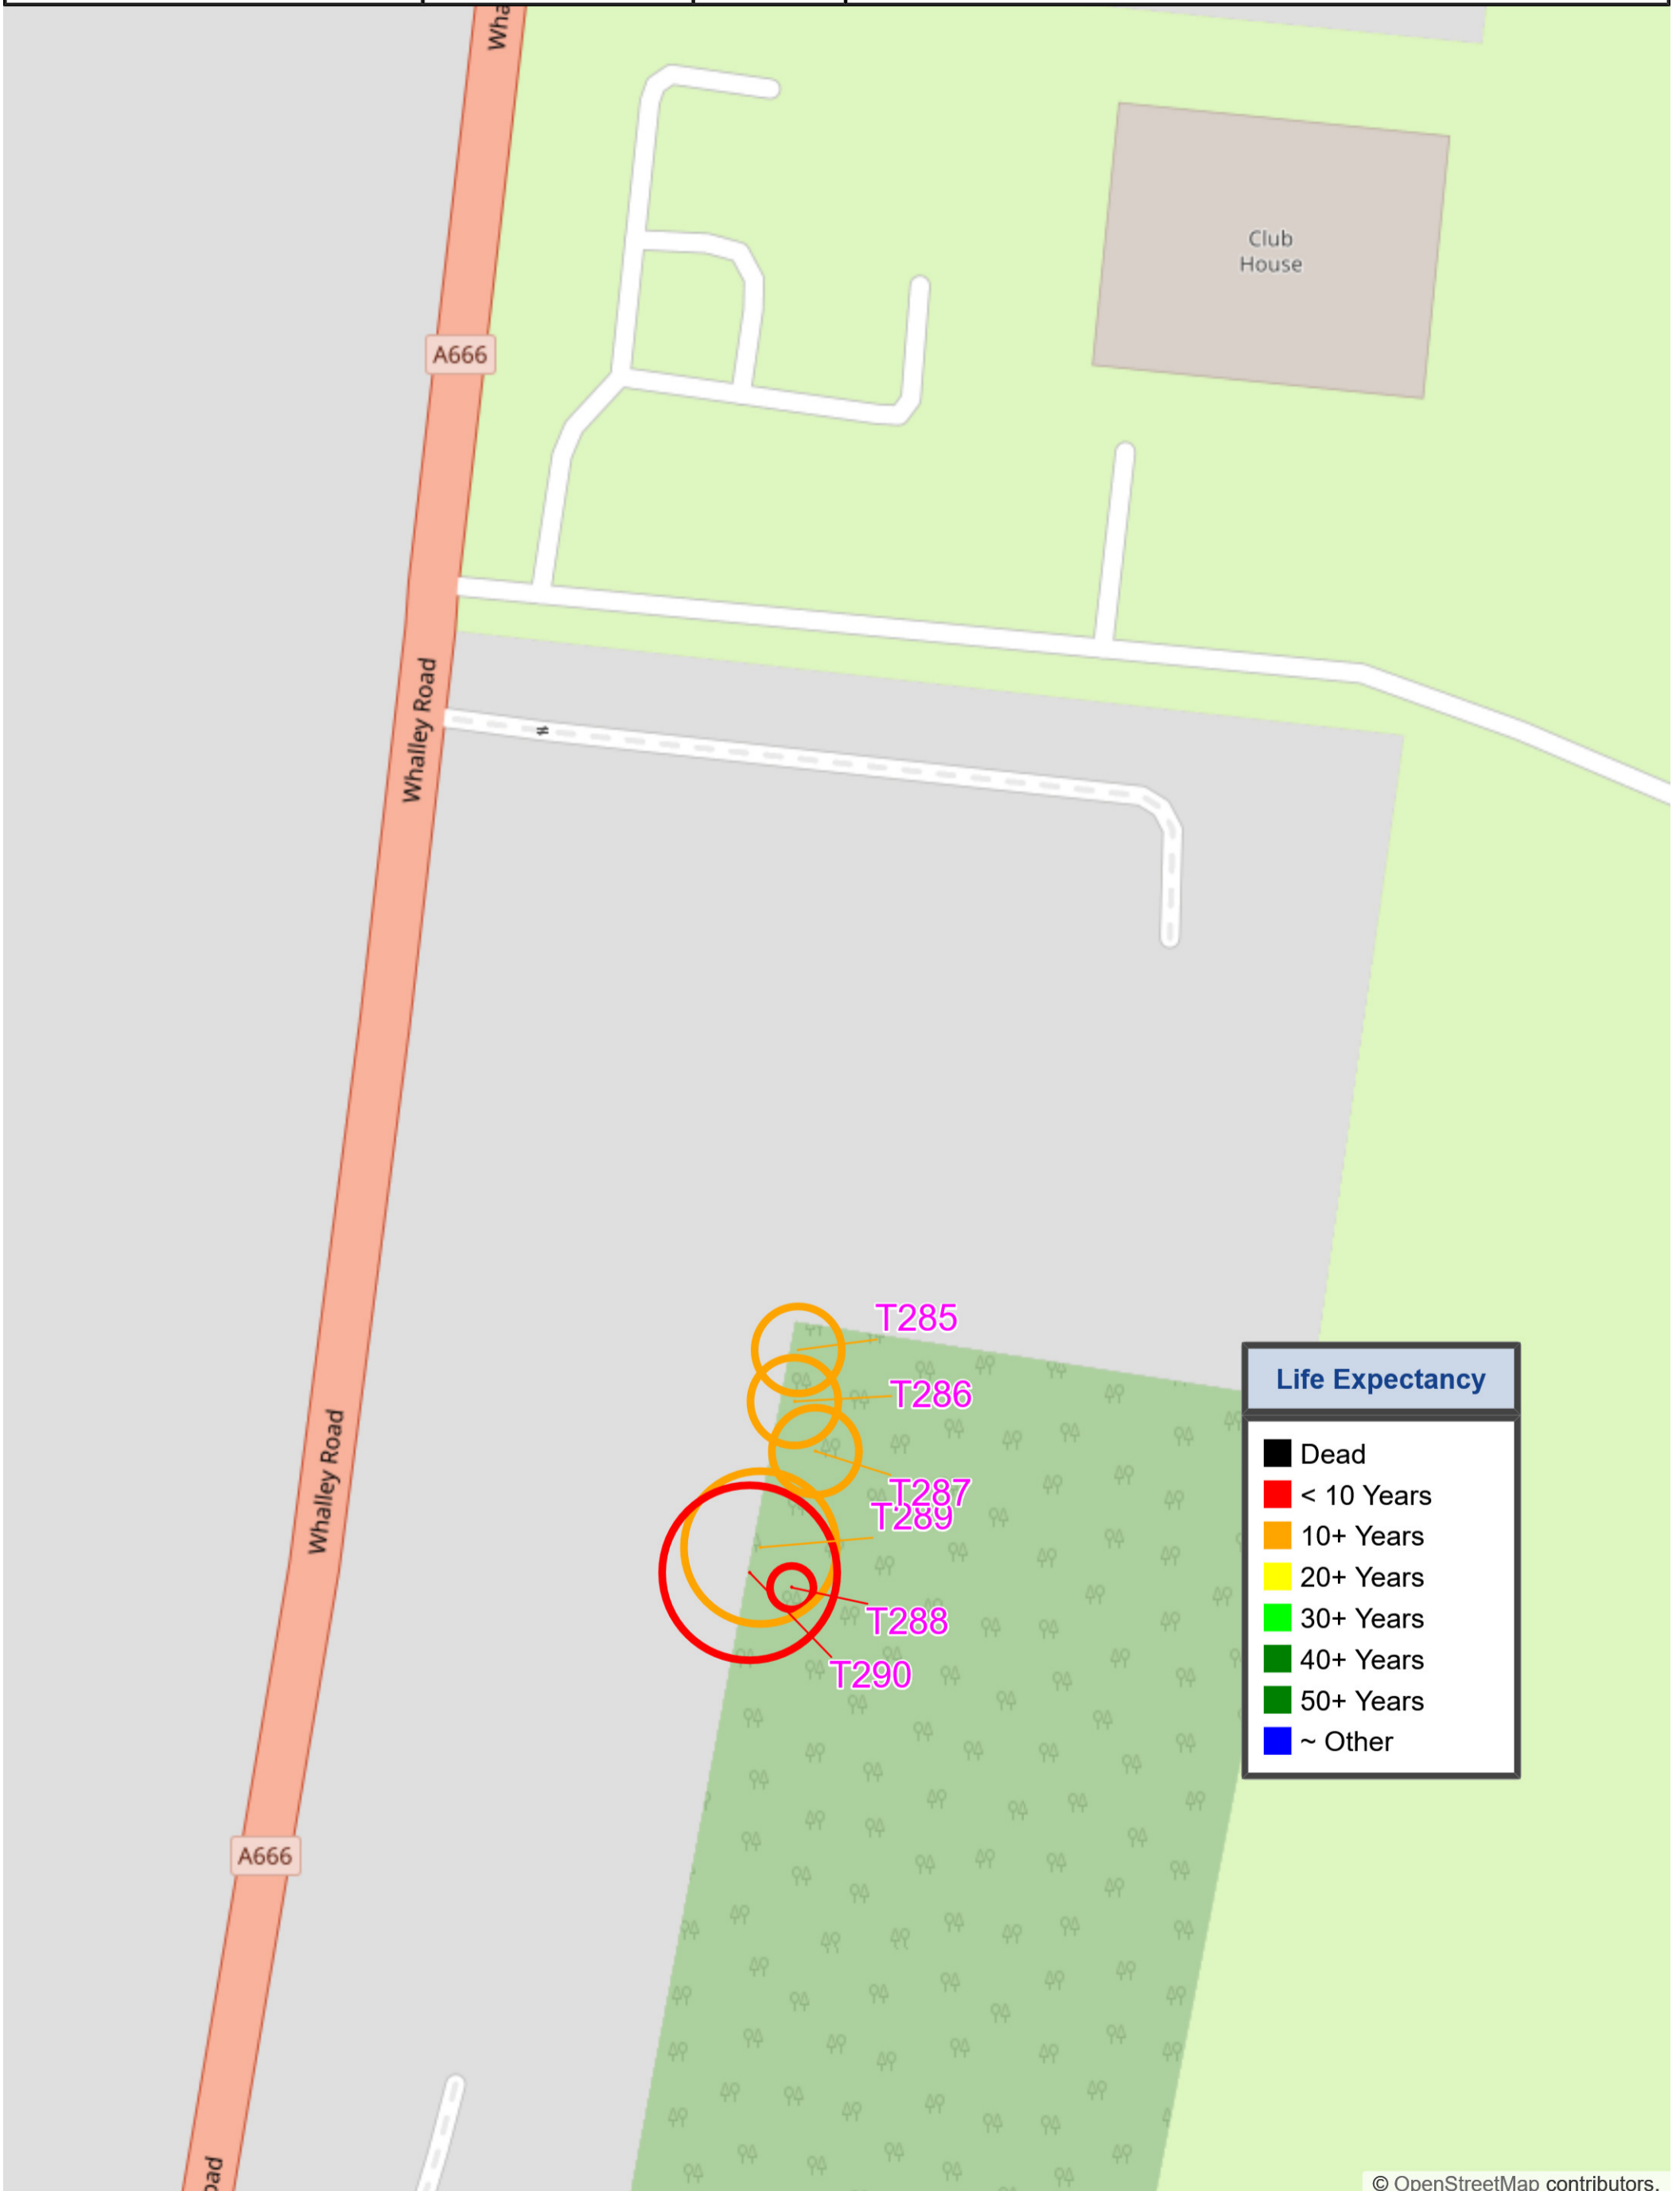 Wha
Club
House
A666
Whalley Road
T285
T286
Life Expectancy
Dead
< 10 Years
10+ Years
20+ Years
30+ Years
40+ Years
50+ Years
~ Other
T287
T289
Whalley Road
T288
T290
A666
oad
© OpenStreetMap contributors.